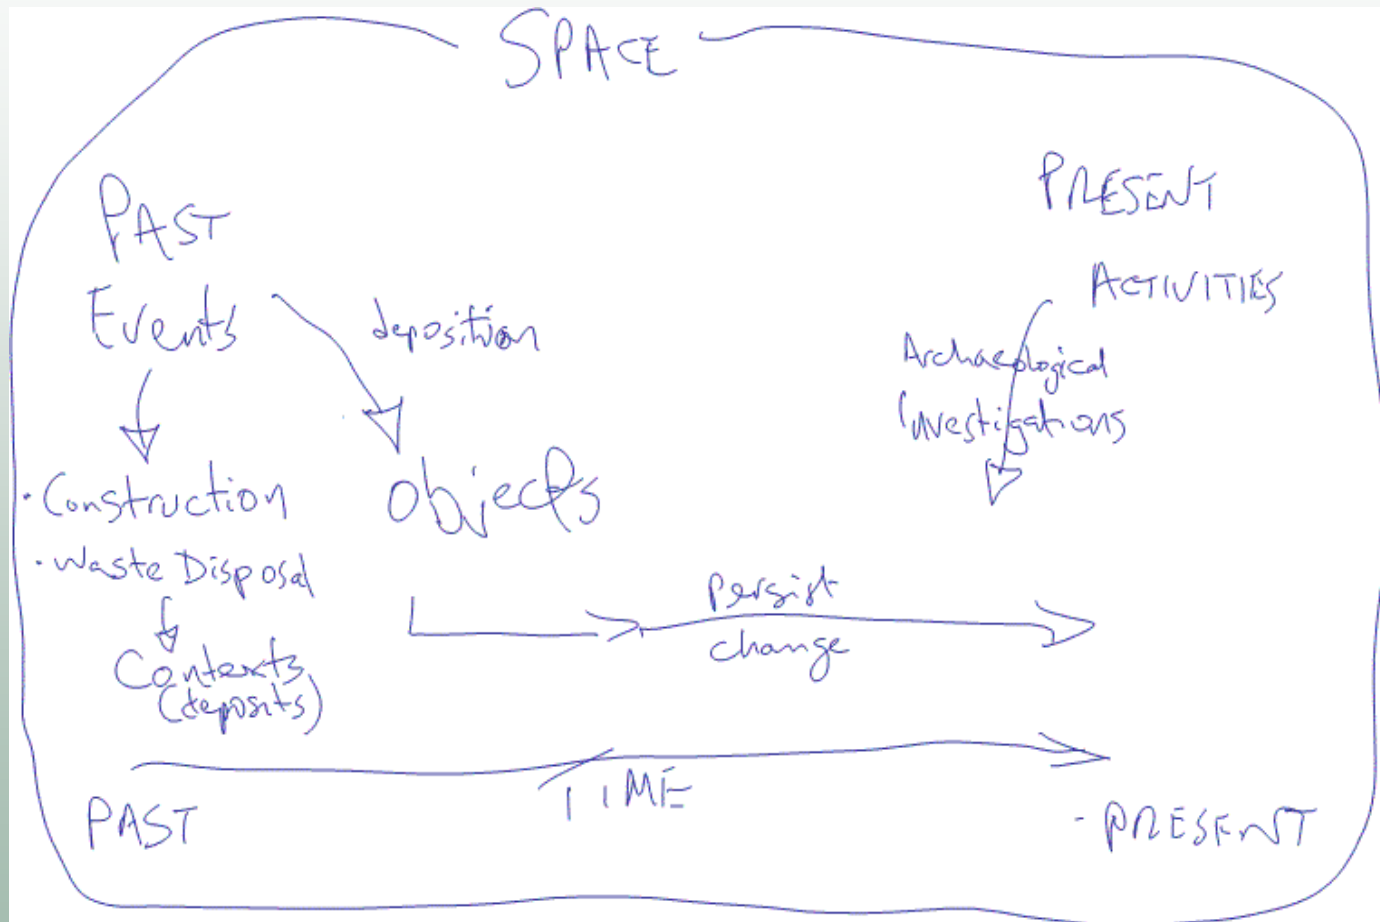 SPACE
PAST
Events
deposition
PRESENT
ACTIVITIES
Archaeological
Investigations
· Construction
· Waste Disposal
Contexts
(deposits)
Objects
Persist
change
TIME
PAST
- PRESENT